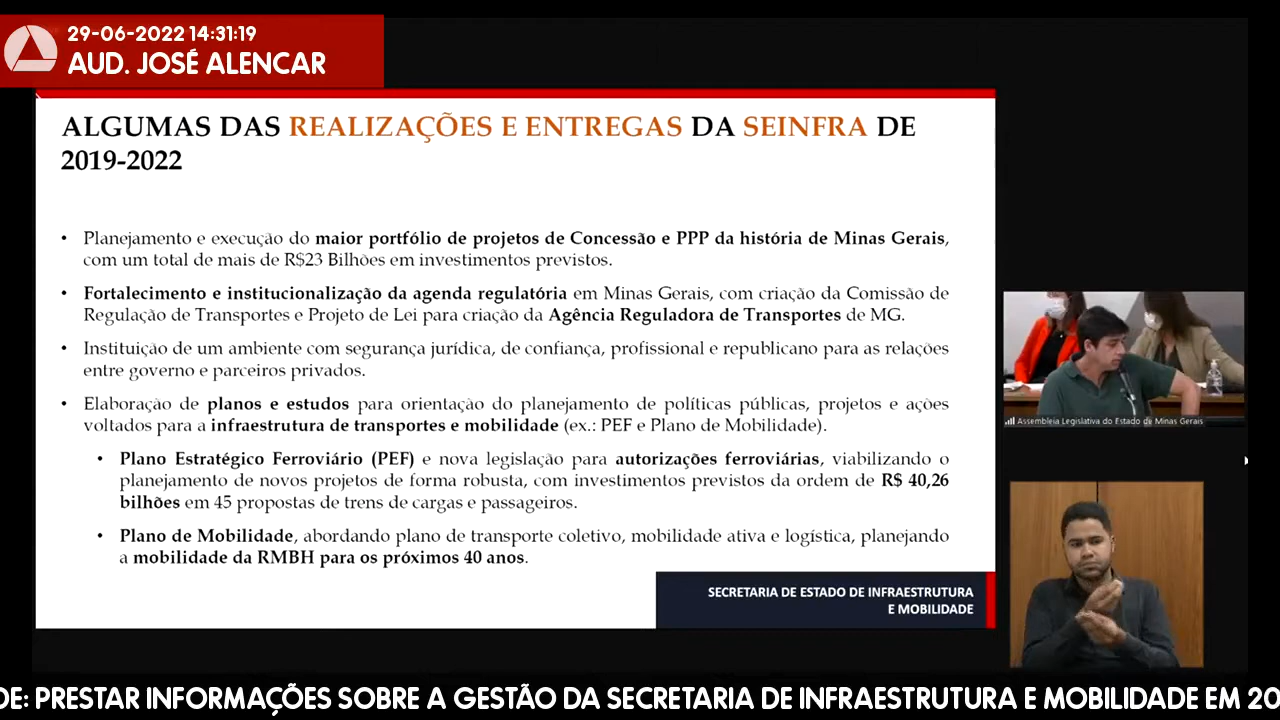 29-06-2022 14:31:19
AUD. JOSÉ ALENCAR
ALGUMAS DAS REALIZAÇÕES E ENTREGAS DA SEINFRA DE
2019-2022
• Planejamento e execução do maior portfólio de projetos de Concessão e PPP da história de Minas Gerais,
com um total de mais de R$23 Bilhões em investimentos previstos.
• Fortalecimento e institucionalização da agenda regulatória em Minas Gerais, com criação da Comissão de
Regulação de Transportes e Projeto de Lei para criação da Agência Reguladora de Transportes de MG.
• Instituição de um ambiente com segurança jurídica, de confiança, profissional e republicano para as relações
entre governo e parceiros privados.
• Elaboração de planos e estudos para orientação do planejamento de políticas públicas, projetos e ações
voltados para a infraestrutura de transportes e mobilidade (ex.: PEF e Plano de Mobilidade).
• Plano Estratégico Ferroviário (PEF) e nova legislação para autorizações ferroviárias, viabilizando o
planejamento de novos projetos de forma robusta, com investimentos previstos da ordem de R$ 40,26
bilhões em 45 propostas de trens de cargas e passageiros.
• Plano de Mobilidade, abordando plano de transporte coletivo, mobilidade ativa e logística, planejando
a mobilidade da RMBH para os próximos 40 anos.
SECRETARIA DE ESTADO DE INFRAESTRUTURA
E MOBILIDADE
Assembleia Legislativa do Estado de Minas Gerais
DE: PRESTAR INFORMAÇÕES SOBRE A GESTÃO DA SECRETARIA DE INFRAESTRUTURA E MOBILIDADE EM 20